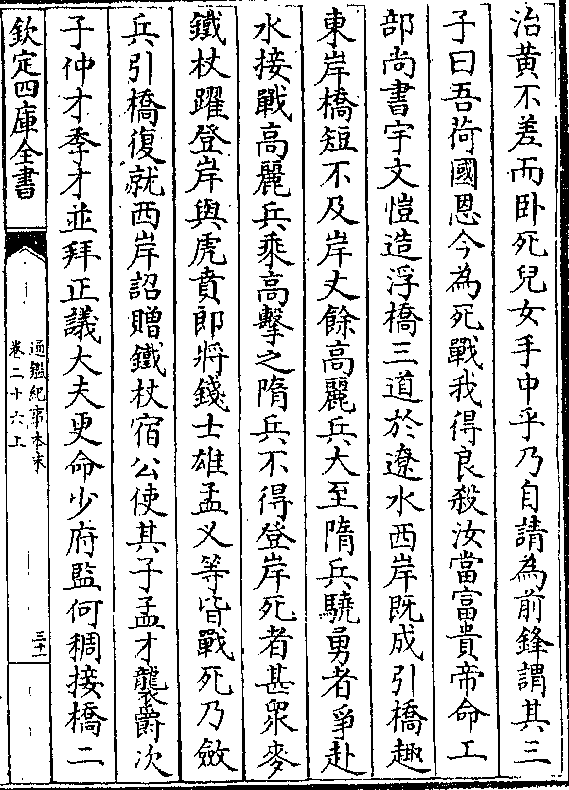 治黄不差而卧死兒女手中乎乃自請為前鋒謂其三
子曰吾荷國恩今為死戰我得良殺汝當富貴帝命工
部尚書宇文愷造浮橋三道於遼水西岸既成引橋趣
東岸橋短不及岸丈餘高麗兵大至隋兵驍勇者爭赴
水接戰高麗兵乘高擊之隋兵不得登岸死者甚衆麥
鐵杖躍登岸與虎賁郎將錢士雄孟义等皆戰死乃斂
兵引橋復就西岸詔贈鐵杖宿公使其子孟才襲爵次
子仲才季才並拜正議大夫更命少府監何稠接橋二
欽定四庫全書
通鑑紀事本末
卷二十六上
三十一